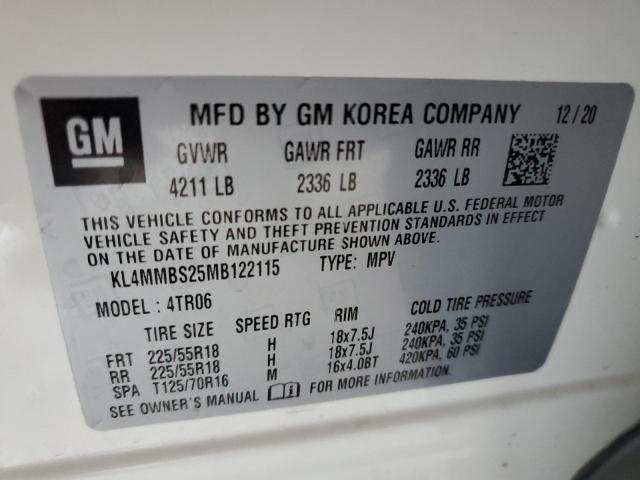 GM MFD BY GM KOREA COMPANY 12/20
GVWR GAWR FRT GAWR RR
4211 LB 2336 LB 2336 LB
THIS VEHICLE CONFORMS TO ALL APPLICABLE U.S. FEDERAL MOTOR
VEHICLE SAFETY AND THEFT PREVENTION STANDARDS IN EFFECT
ON THE DATE OF MANUFACTURE SHOWN ABOVE.
KL4MMBS25MB122115 TYPE: MPV
MODEL: 4TR06
TIRE SIZE SPEED RTG RIM COLD TIRE PRESSURE
FRT 225/55R18 H 18x7.5J 240KPA, 35 PSI
RR 225/55R18 H 18x7.5J 240KPA, 35 PSI
SPA T125/70R16 M 16x4.0BT 420KPA, 60 PSI
SEE OWNER'S MANUAL FOR MORE INFORMATION.